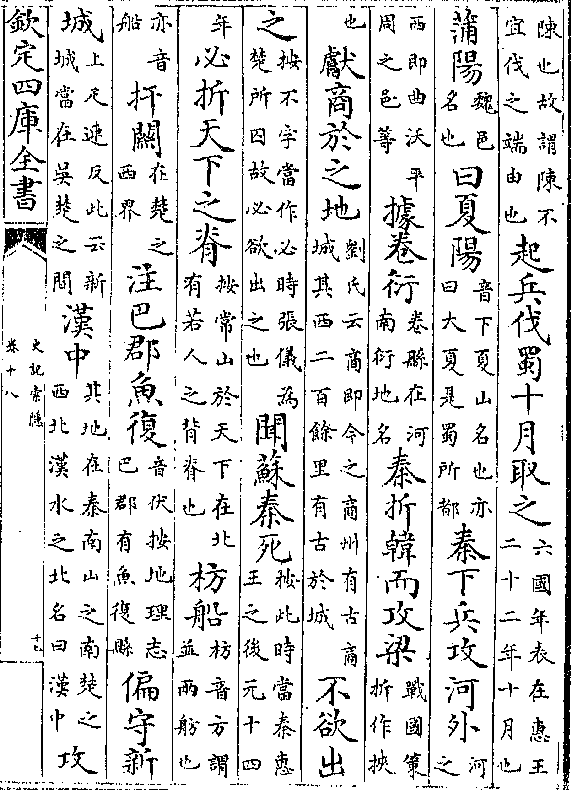 陳也故謂陳不宜伐之端由也起兵伐蜀十月取之六國年表在惠王二十二年十月也
蒲陽魏邑名也曰夏陽音下夏山名也亦曰大夏是蜀所都秦下兵攻河外河之
西即曲沃平周之邑等據卷衍卷縣在河南衍地名秦折韓而攻梁戰國策折作挾
也獻商於之地劉氏云商即今之商州有古商城其西二百餘里有古於城不欲出
之按不字當作必時張儀為楚所囚故必欲出之也聞蘇秦死按此時當秦惠王之後元十四
年必折天下之脊按常山於天下在北有若人之背脊也枋船枋音方謂並兩舫也
亦音船扞關在楚之西界注巴郡魚復音伏按地理志巴郡有魚復縣偏守新
城上尺連反此云新城當在吳楚之間漢中其地在秦南山之南楚之西北漢水之北名曰漢中攻
欽定四庫全書
史記索隱
卷十八
十七